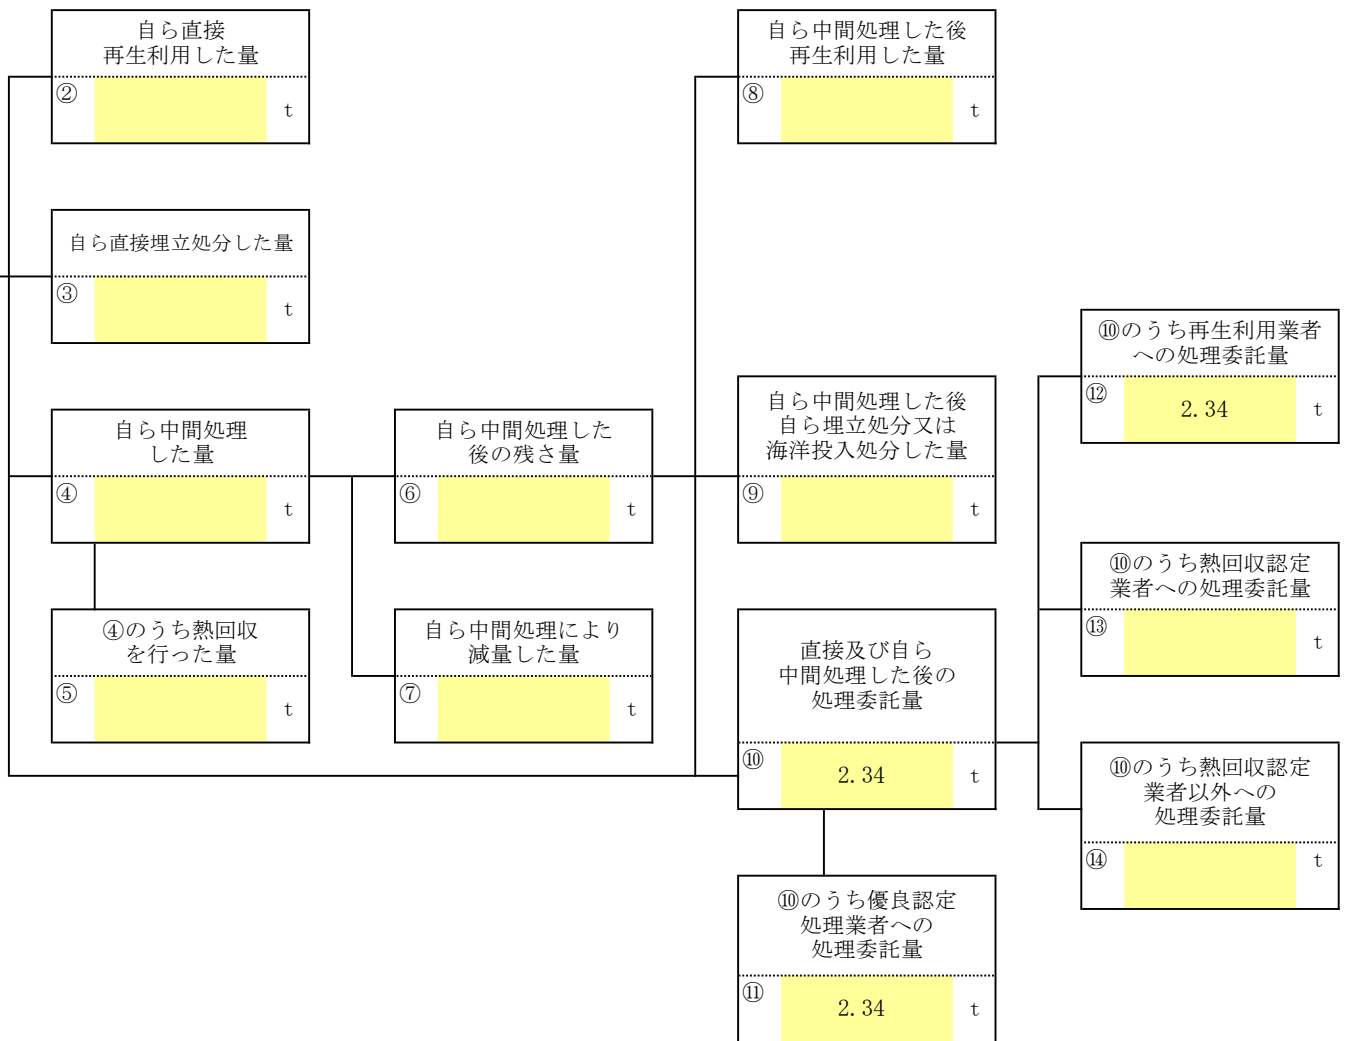 自ら直接
再生利用した量
②
t
自ら中間処理した後
再生利用した量
⑧
t
自ら直接埋立処分した量
③
t
⑩のうち再生利用業者
への処理委託量
⑫
2.34
t
自ら中間処理
した量
④
t
自ら中間処理した
後の残さ量
⑥
t
自ら中間処理した後
自ら埋立処分又は
海洋投入処分した量
⑨
t
⑩のうち熱回収認定
業者への処理委託量
⑬
t
④のうち熱回収
を行った量
⑤
t
自ら中間処理により
減量した量
⑦
t
直接及び自ら
中間処理した後の
処理委託量
⑩
2.34
t
⑩のうち熱回収認定
業者以外への
処理委託量
⑭
t
⑩のうち優良認定
処理業者への
処理委託量
⑪
2.34
t